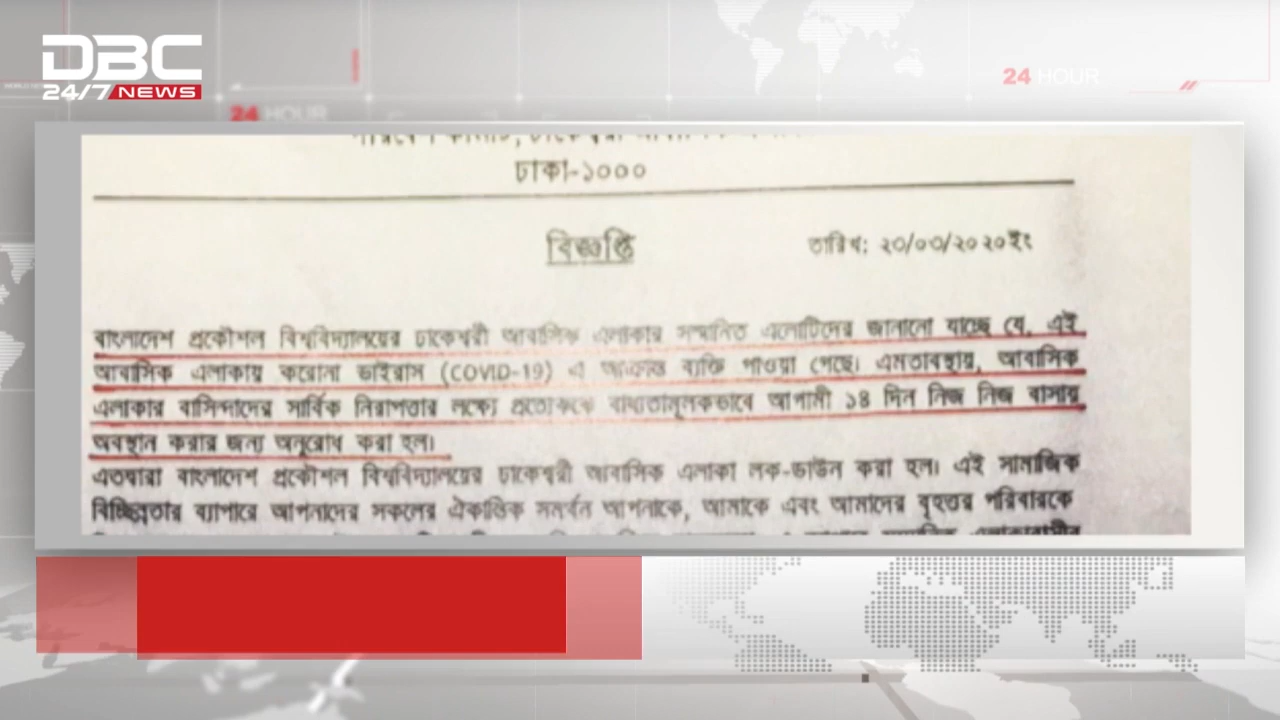 DBC
24/7 NEWS
24 HOUR
24 HOUR
ঢাকা-১০০০
বিজ্ঞপ্তি
তারিখ: ২৩/০৩/২০২০ইং
বাংলাদেশ প্রকৌশল বিশ্ববিদ্যালয়ের ঢাকেশ্বরী আবাসিক এলাকার সম্মানিত এলোটিদের জানানো যাচ্ছে যে, এই
আবাসিক এলাকায় করোনা ভাইরাস (COVID-19) এ আক্রান্ত ব্যক্তি পাওয়া গেছে। এমতাবস্থায়, আবাসিক
এলাকার বাসিন্দাদের সার্বিক নিরাপত্তার লক্ষ্যে প্রত্যেককে বাধ্যতামূলকভাবে আগামী ১৪ দিন নিজ নিজ বাসায়
অবস্থান করার জন্য অনুরোধ করা হল।
এতদ্বারা বাংলাদেশ প্রকৌশল বিশ্ববিদ্যালয়ের ঢাকেশ্বরী আবাসিক এলাকা লক-ডাউন করা হল। এই সামাজিক
বিচ্ছিন্নতার ব্যাপারে আপনাদের সকলের ঐকান্তিক সমর্থন আপনাকে, আমাকে এবং আমাদের বৃহত্তর পরিবারকে